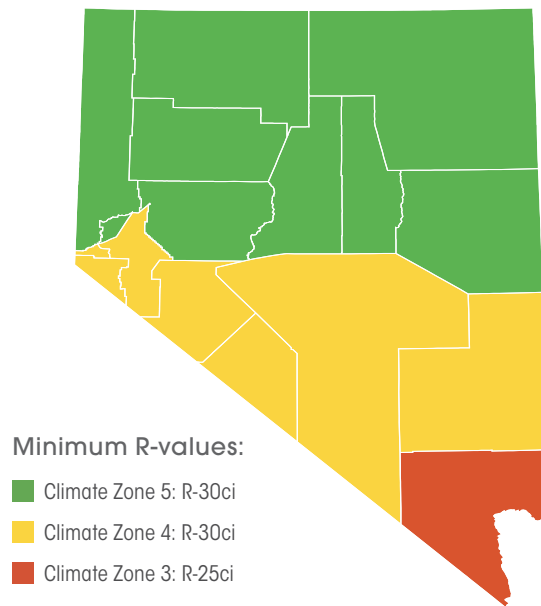 Minimum R-values:
Climate Zone 5: R-30ci
Climate Zone 4: R-30ci
Climate Zone 3: R-25ci